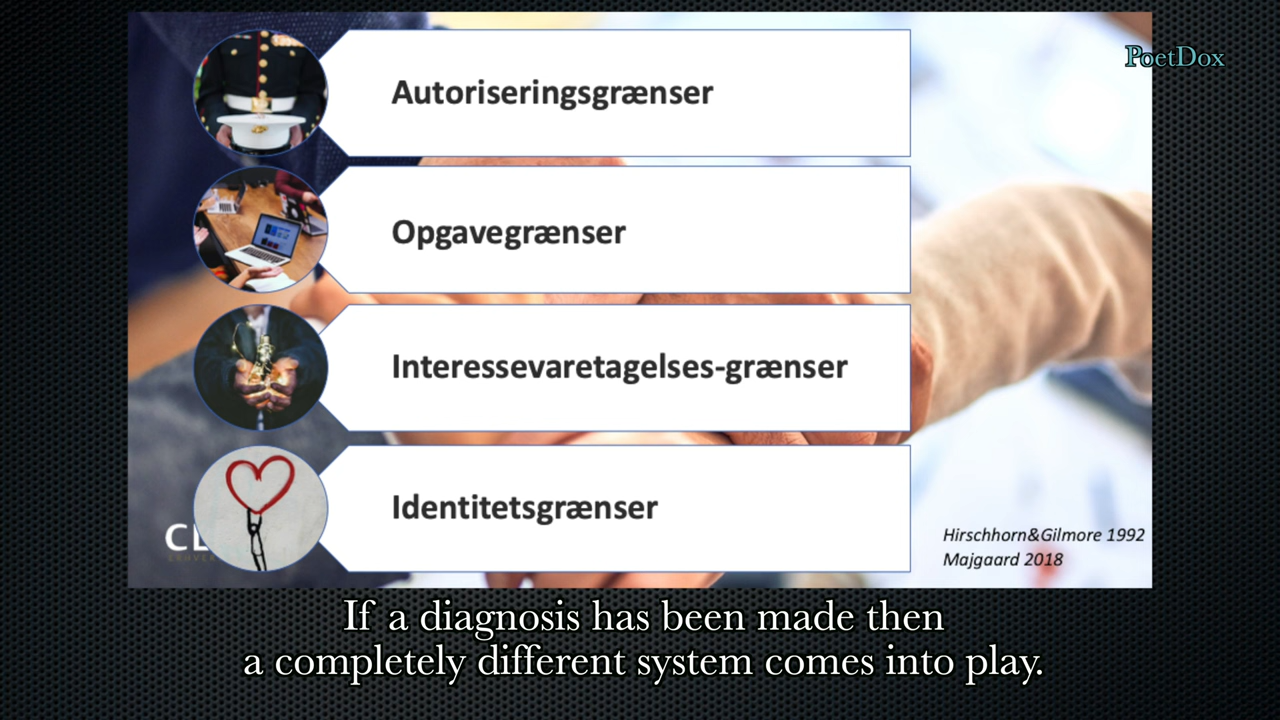 PoetDox
Autoriseringsgrænser
Opgavegrænser
Interessevaretagelses-grænser
Identitetsgrænser
Hirschhorn&Gilmore 1992
Majgaard 2018
If a diagnosis has been made then
a completely different system comes into play.